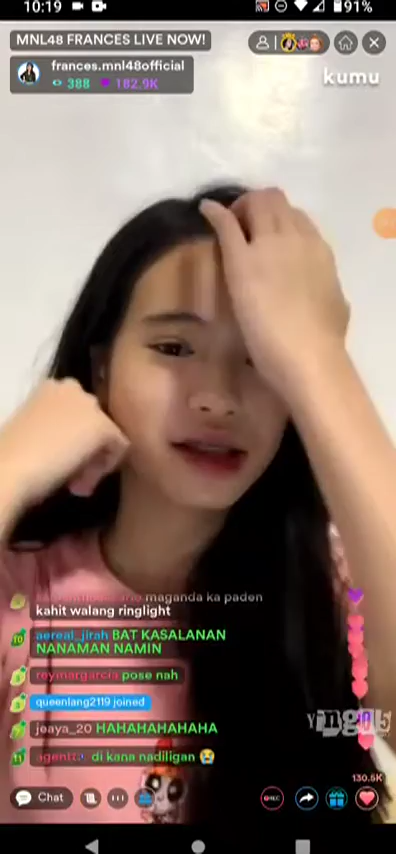 10:19
91%
MNL48 FRANCES LIVE NOW!
frances.mnl48official
388 182.9K
kumu
maganda ka paden
kahit walang ringlight
aereal_jirah BAT KASALANAN
NANAMAN NAMIN
reymargarcia pose nah
queenlang2119 joined
jeaya_20 HAHAHAHAHAHA
di kana nadiligan 😭
130.5K
Chat